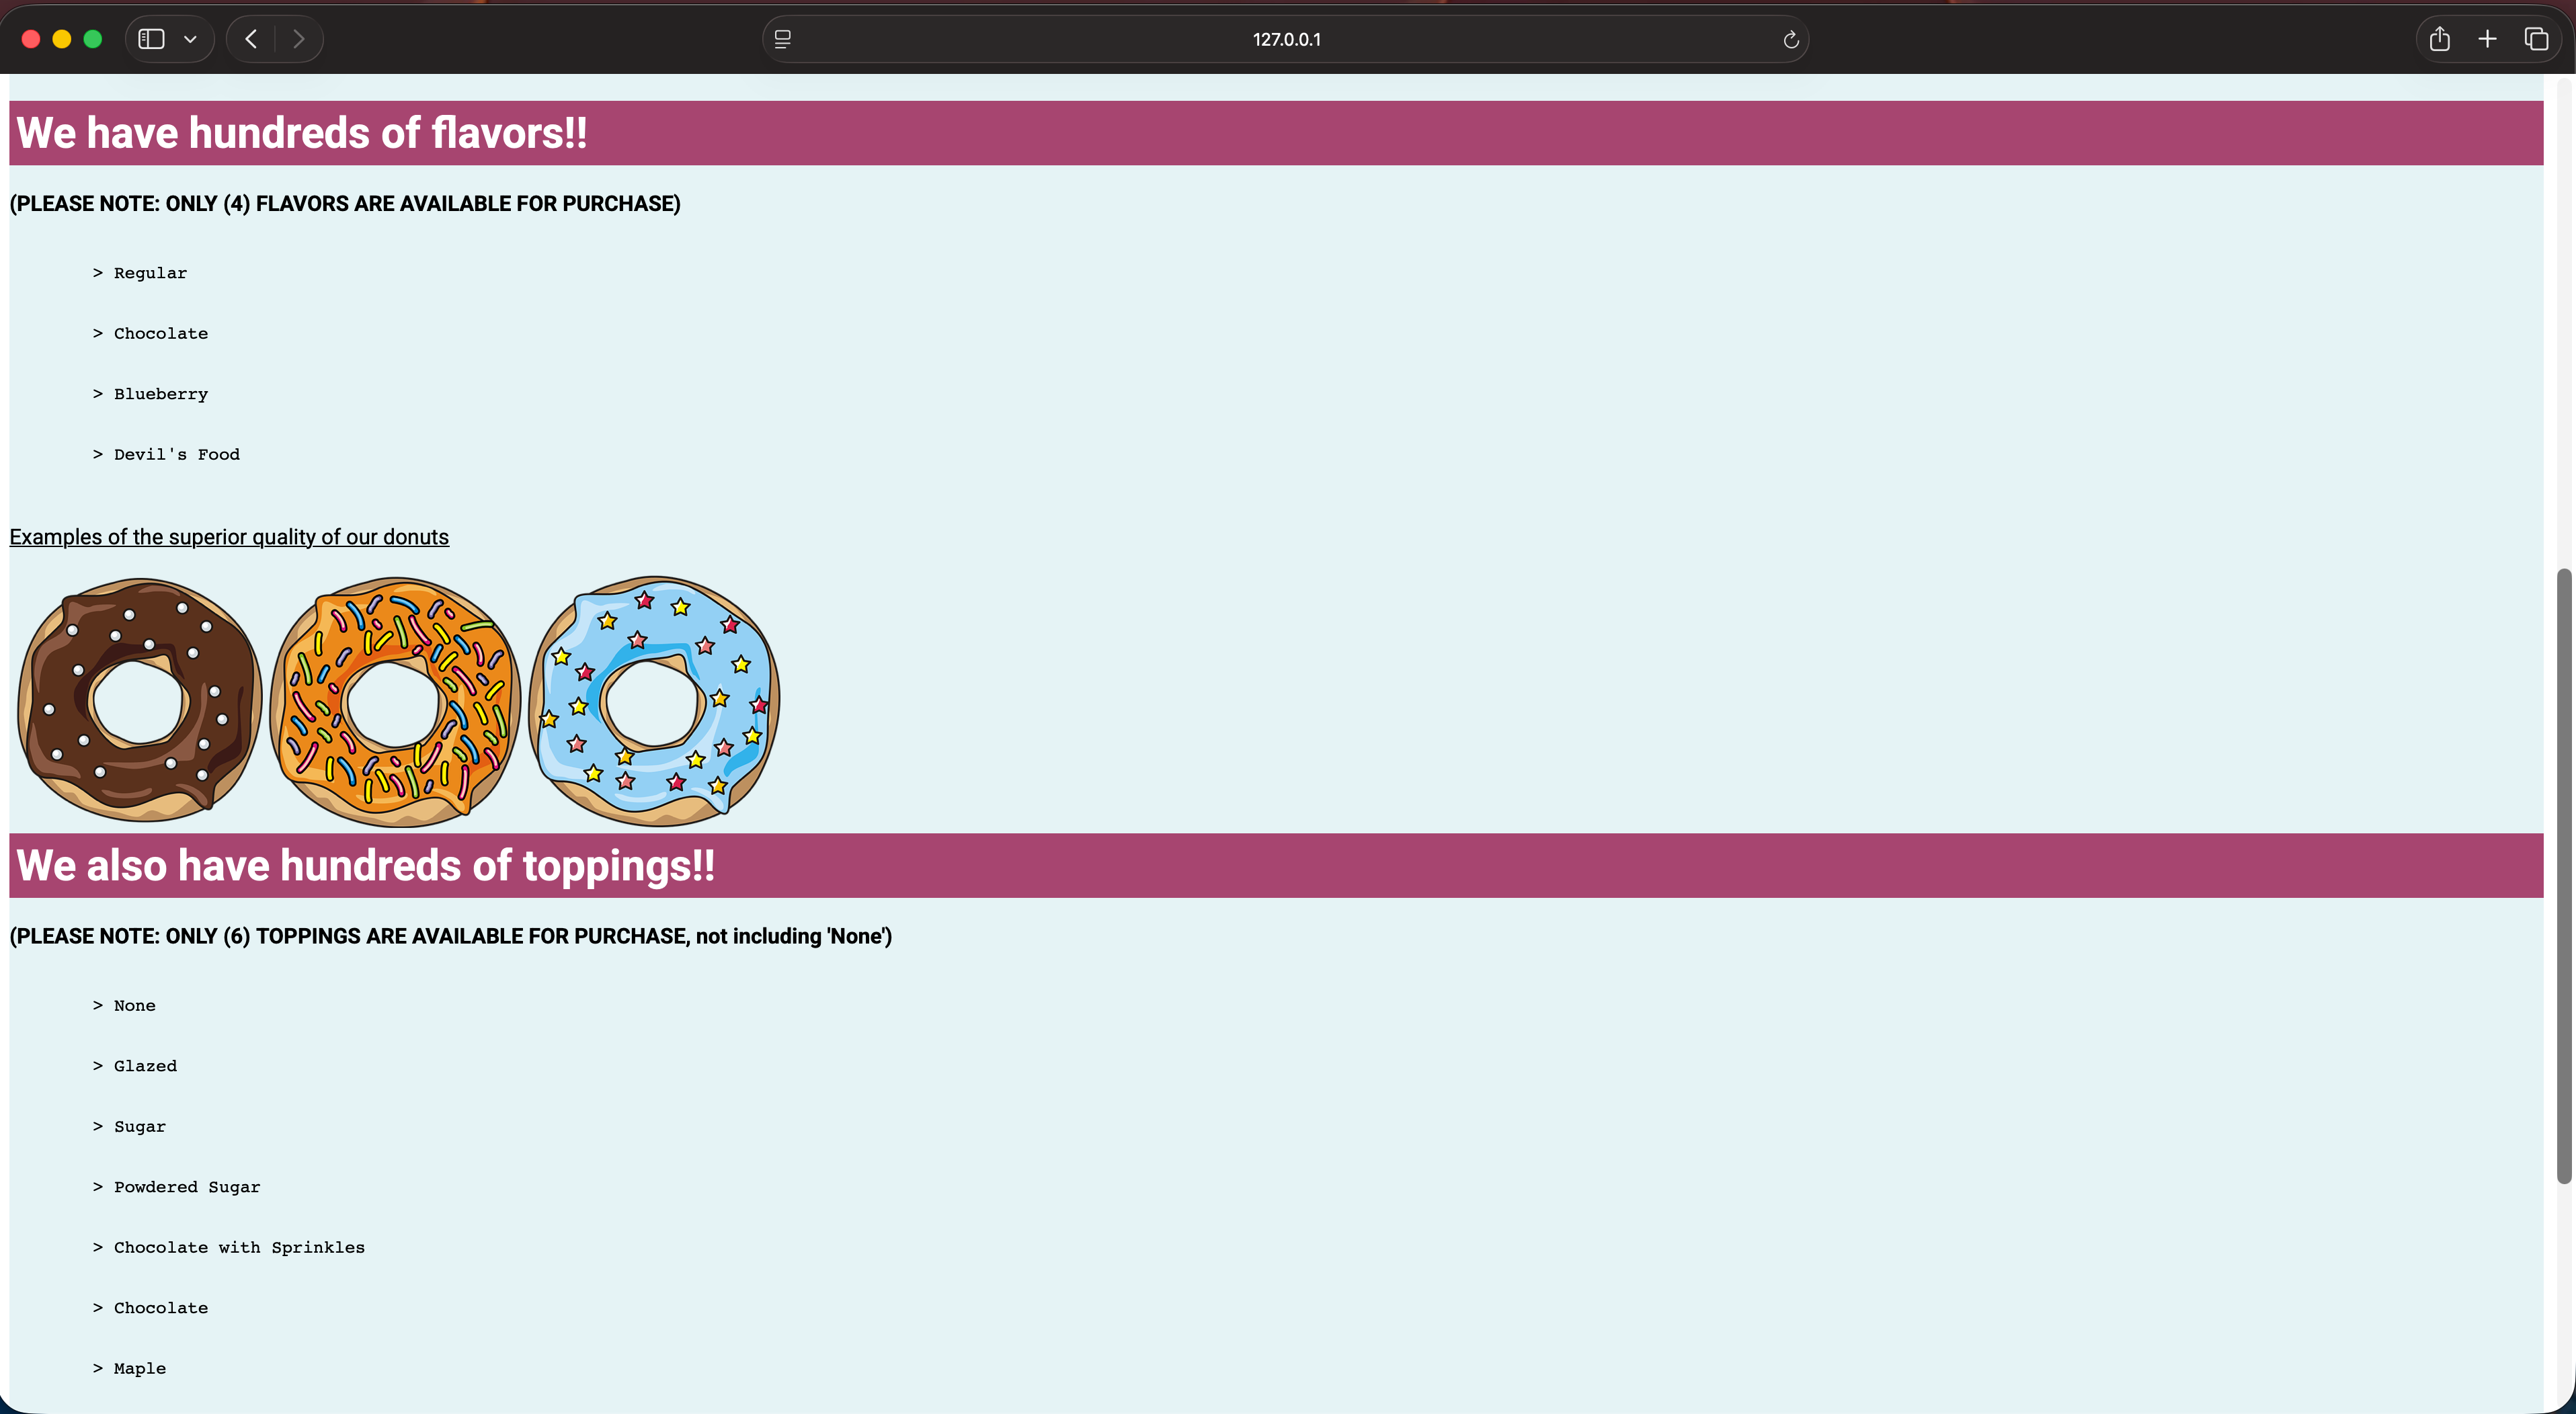 127.0.0.1
We have hundreds of flavors!!
(PLEASE NOTE: ONLY (4) FLAVORS ARE AVAILABLE FOR PURCHASE)
> Regular
> Chocolate
> Blueberry
> Devil's Food
Examples of the superior quality of our donuts
We also have hundreds of toppings!!
(PLEASE NOTE: ONLY (6) TOPPINGS ARE AVAILABLE FOR PURCHASE, not including 'None')
> None
> Glazed
> Sugar
> Powdered Sugar
> Chocolate with Sprinkles
> Chocolate
> Maple